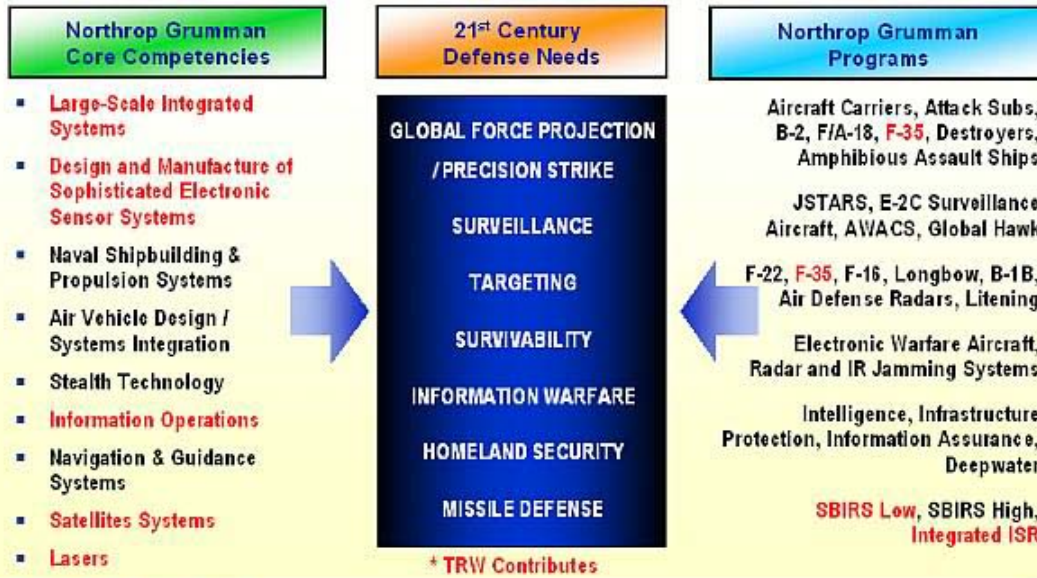 Northrop Grumman
Core Competencies
▪ Large-Scale Integrated
Systems
▪ Design and Manufacture of
Sophisticated Electronic
Sensor Systems
▪ Naval Shipbuilding &
Propulsion Systems
▪ Air Vehicle Design /
Systems Integration
▪ Stealth Technology
▪ Information Operations
▪ Navigation & Guidance
Systems
▪ Satellites Systems
▪ Lasers
21st Century
Defense Needs
GLOBAL FORCE PROJECTION
/PRECISION STRIKE
SURVEILLANCE
TARGETING
SURVIVABILITY
INFORMATION WARFARE
HOMELAND SECURITY
MISSILE DEFENSE
* TRW Contributes
Northrop Grumman
Programs
Aircraft Carriers, Attack Subs,
B-2, F/A-18, F-35, Destroyers,
Amphibious Assault Ships
JSTARS, E-2C Surveillance
Aircraft, AWACS, Global Hawk
F-22, F-35, F-16, Longbow, B-1B,
Air Defense Radars, Litening
Electronic Warfare Aircraft,
Radar and IR Jamming Systems
Intelligence, Infrastructure
Protection, Information Assurance,
Deepwater
SBIRS Low, SBIRS High,
Integrated ISR